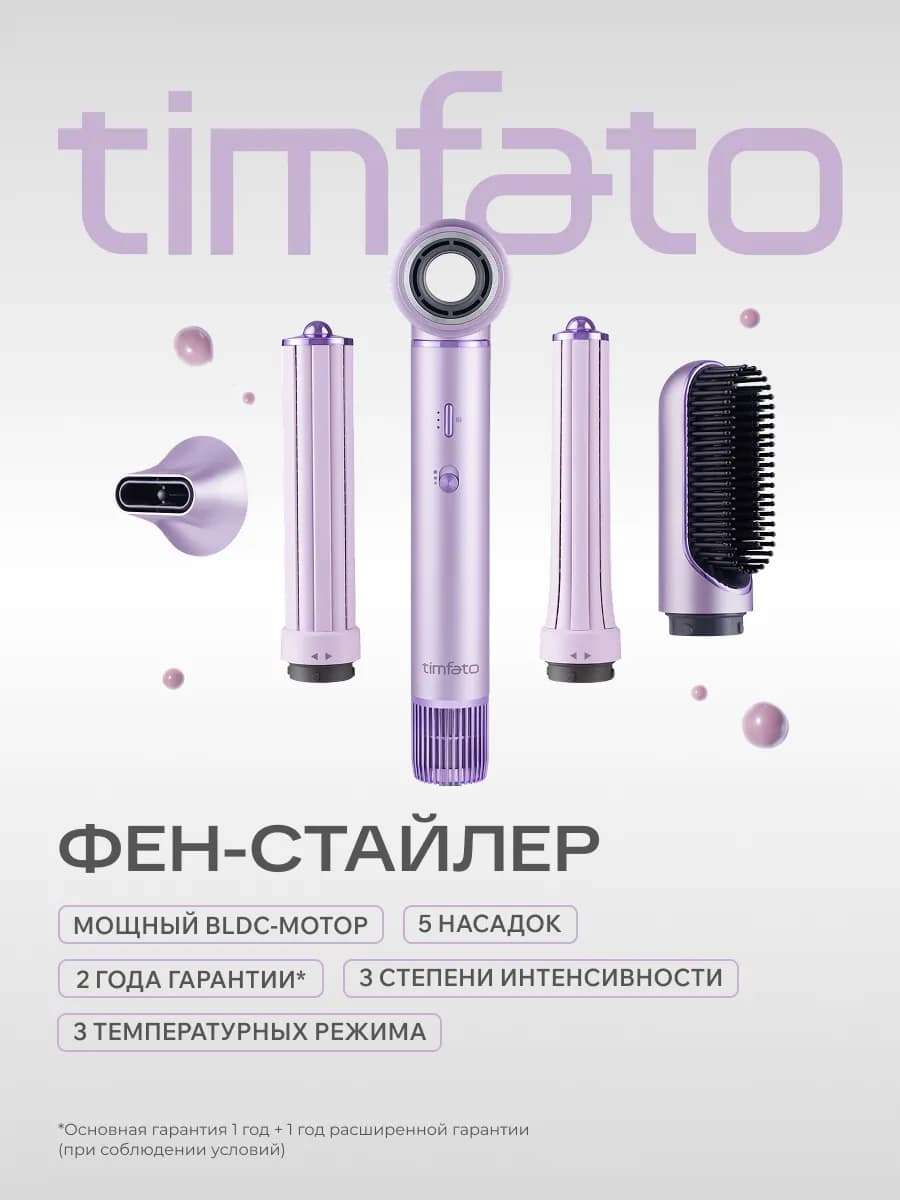 timfato
timfato
ФЕН-СТАЙЛЕР
МОЩНЫЙ BLDC-МОТОР
5 НАСАДОК
2 ГОДА ГАРАНТИИ*
3 СТЕПЕНИ ИНТЕНСИВНОСТИ
3 ТЕМПЕРАТУРНЫХ РЕЖИМА
*Основная гарантия 1 год + 1 год расширенной гарантии
(при соблюдении условий)